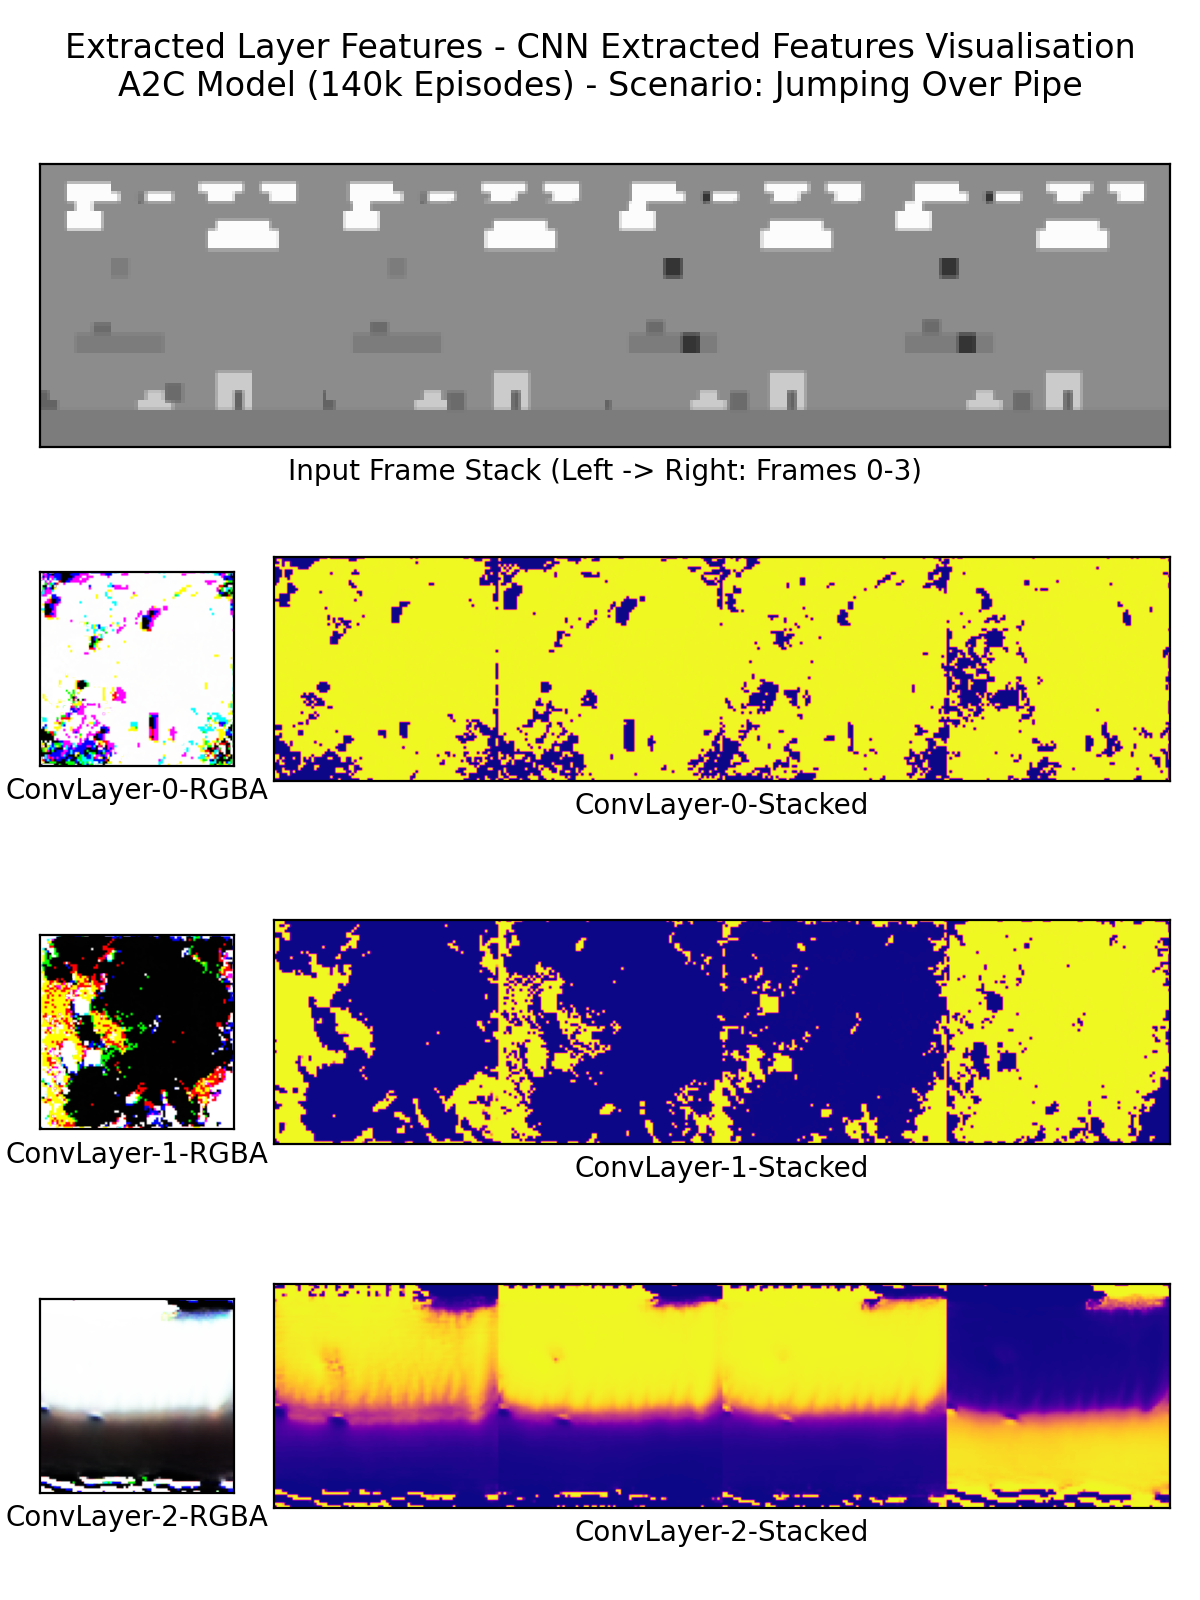 Extracted Layer Features - CNN Extracted Features Visualisation
A2C Model (140k Episodes) - Scenario: Jumping Over Pipe
Input Frame Stack (Left -> Right: Frames 0-3)
ConvLayer-0-RGBA
ConvLayer-0-Stacked
ConvLayer-1-RGBA
ConvLayer-1-Stacked
ConvLayer-2-RGBA
ConvLayer-2-Stacked